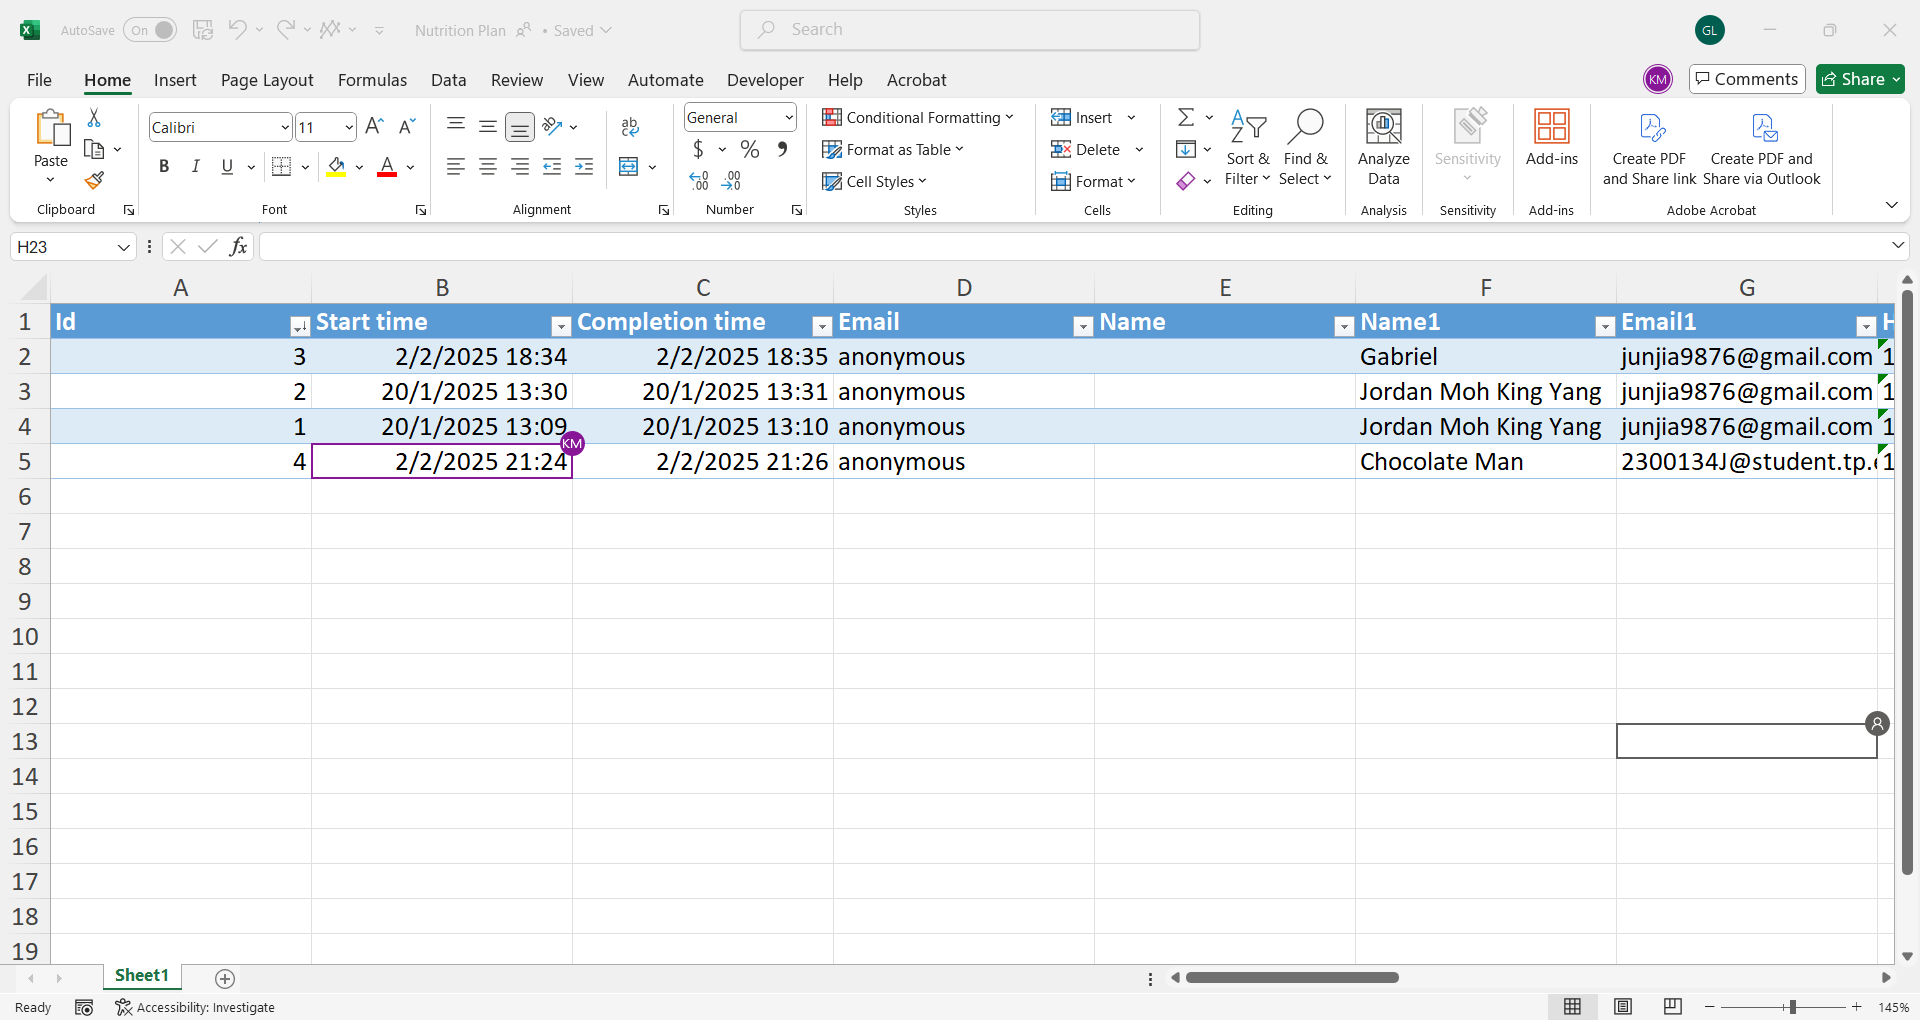 AutoSave On Nutrition Plan • Saved Search GL
File Home Insert Page Layout Formulas Data Review View Automate Developer Help Acrobat KM Comments Share
Paste
Clipboard
Calibri 11
B I U A
Font
ab
Alignment
General
$ % 9
Number
Conditional Formatting
Format as Table
Cell Styles
Styles
Insert
Delete
Format
Cells
Sort & Filter
Find & Select
Editing
Analyze Data
Analysis
Sensitivity
Sensitivity
Add-ins
Add-ins
Create PDF and Share link
Create PDF and Share via Outlook
Adobe Acrobat
H23 fx
A B C D E F G
1 Id Start time Completion time Email Name Name1 Email1 H
2 3 2/2/2025 18:34 2/2/2025 18:35 anonymous Gabriel junjia9876@gmail.com 1
3 2 20/1/2025 13:30 20/1/2025 13:31 anonymous Jordan Moh King Yang junjia9876@gmail.com 1
4 1 20/1/2025 13:09 20/1/2025 13:10 anonymous Jordan Moh King Yang junjia9876@gmail.com 1
KM
5 4 2/2/2025 21:24 2/2/2025 21:26 anonymous Chocolate Man 2300134J@student.tp. 1
6
7
8
9
10
11
12
13
14
15
16
17
18
19
Sheet1
Ready Accessibility: Investigate 145%